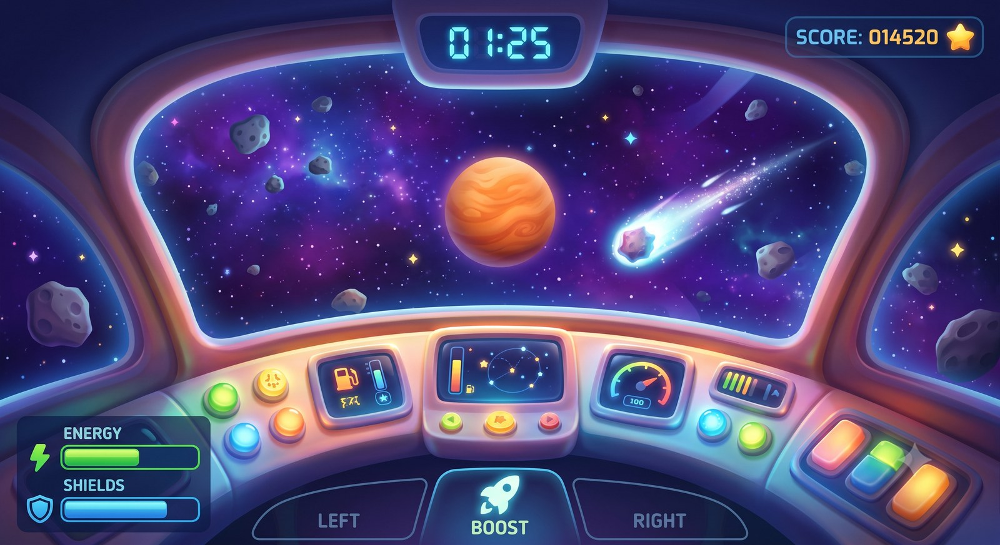 01:25
SCORE: 014520
100
ENERGY
SHIELDS
LEFT
BOOST
RIGHT